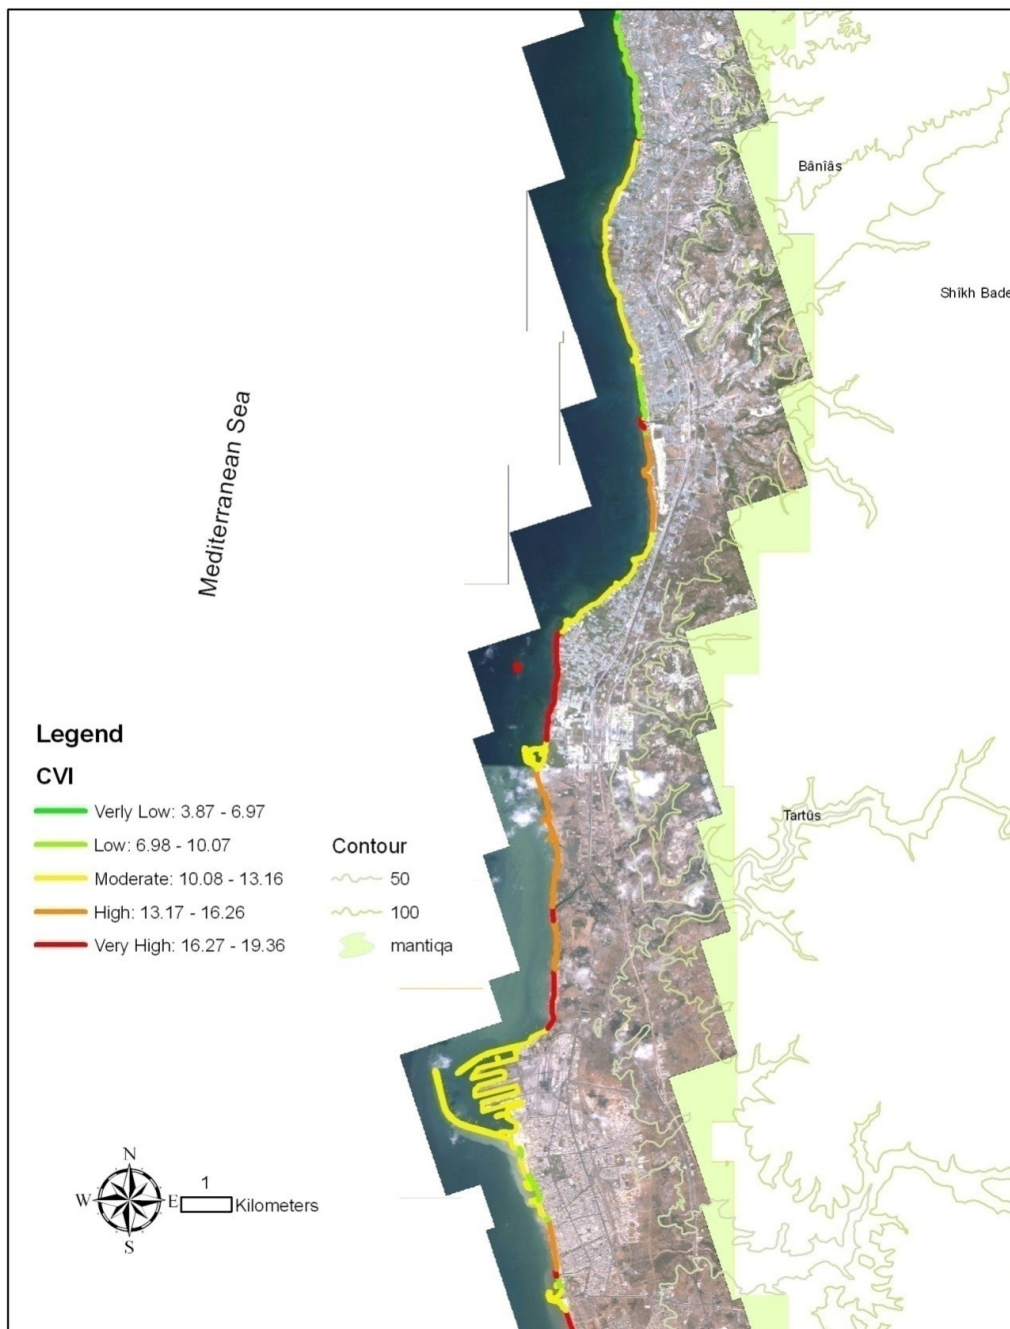 Bânîâs
Shîkh Bade
Mediterranean Sea
Legend
CVI
Verly Low: 3.87 - 6.97
Low: 6.98 - 10.07
Moderate: 10.08 - 13.16
High: 13.17 - 16.26
Very High: 16.27 - 19.36
Contour
50
100
mantiqa
Tartûs
N
W
E
S
1
Kilometers